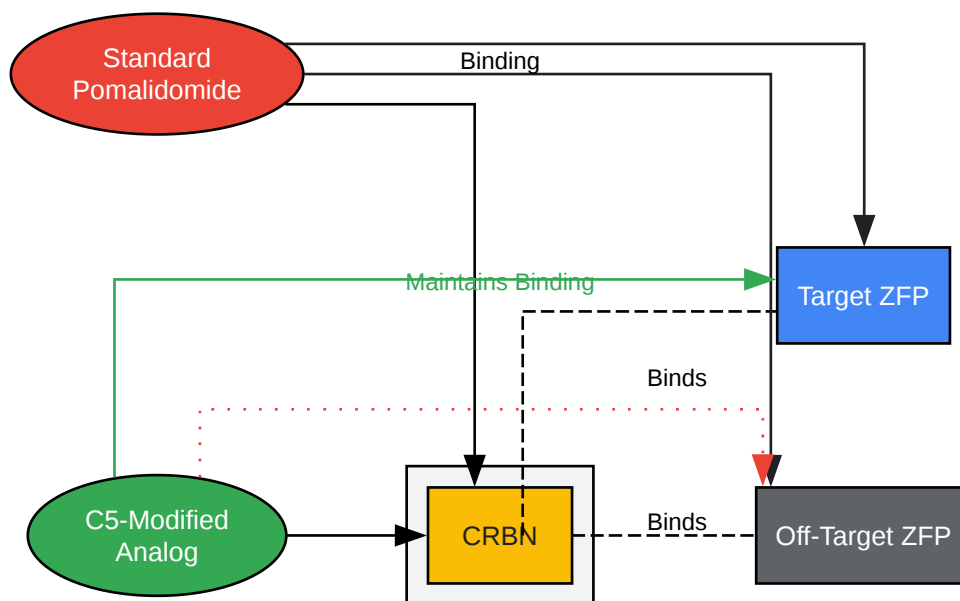 Standard
Pomalidomide
Binding
Maintains Binding
Target ZFP
Binds
C5-Modified
Analog
CRBN
Binds
Off-Target ZFP